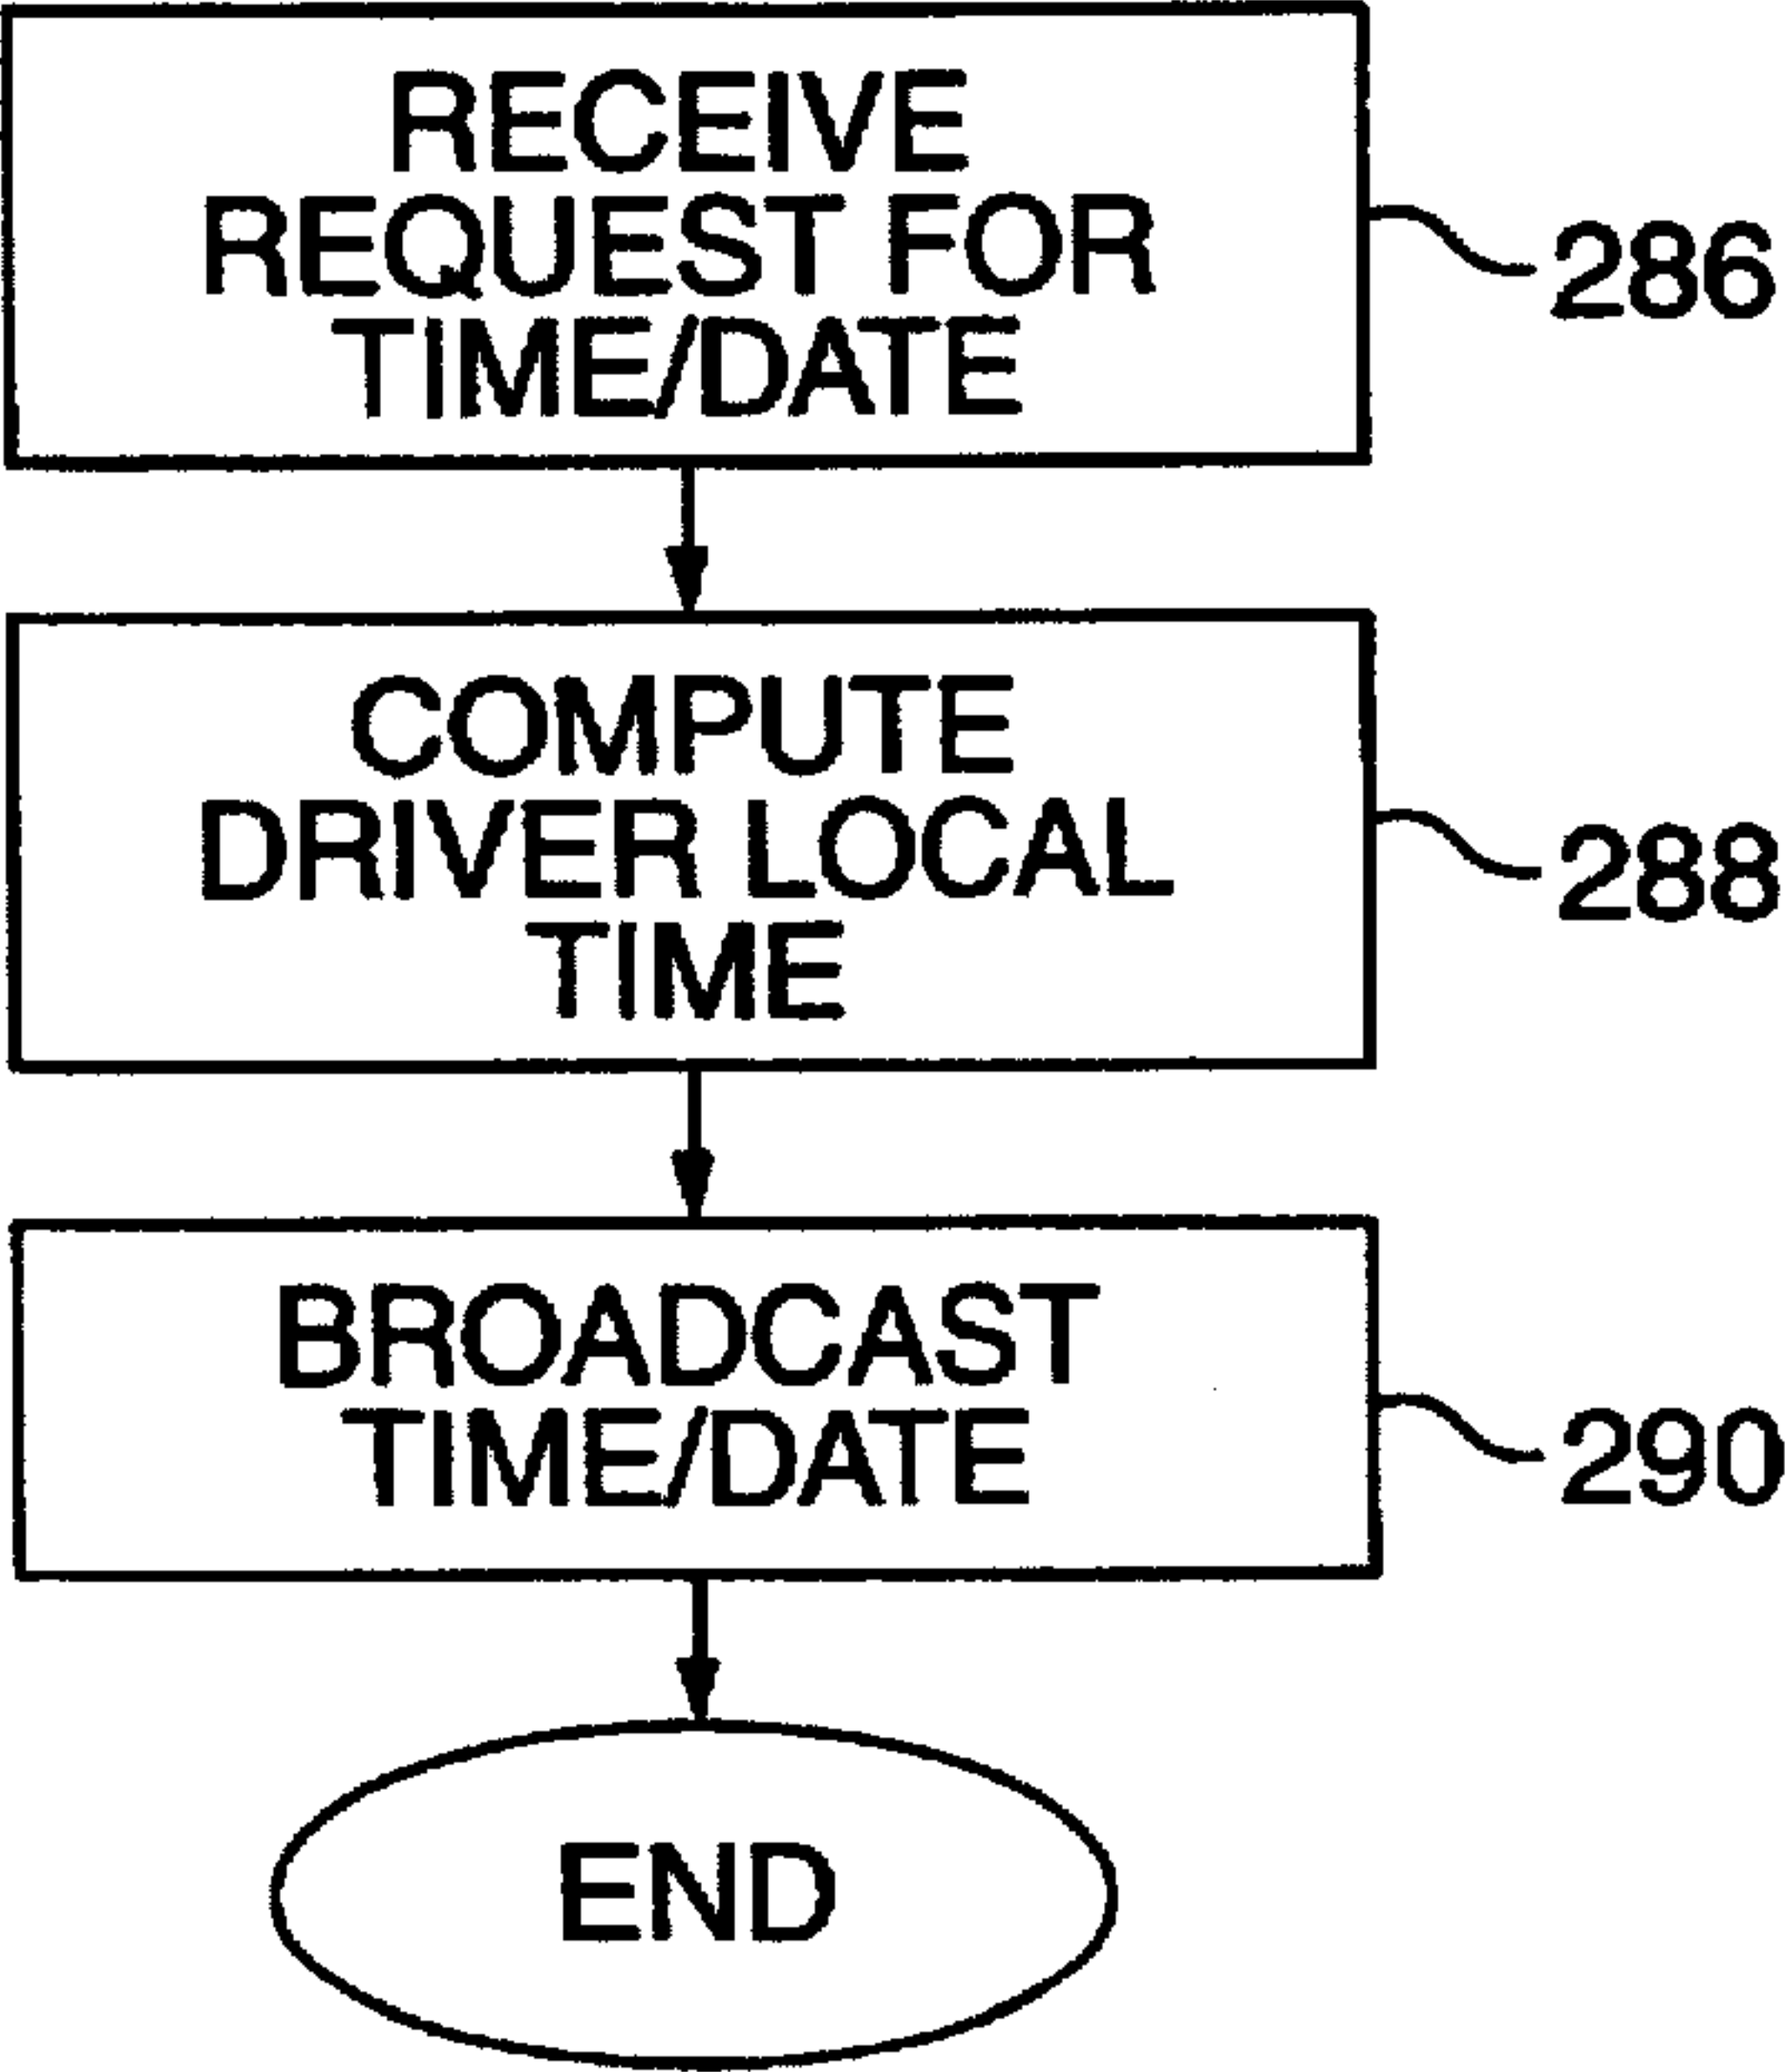 RECEIVE
REQUEST FOR
TIME/DATE
286
COMPUTE
DRIVER LOCAL
TIME
288
BROADCAST
TIME/DATE
290
END